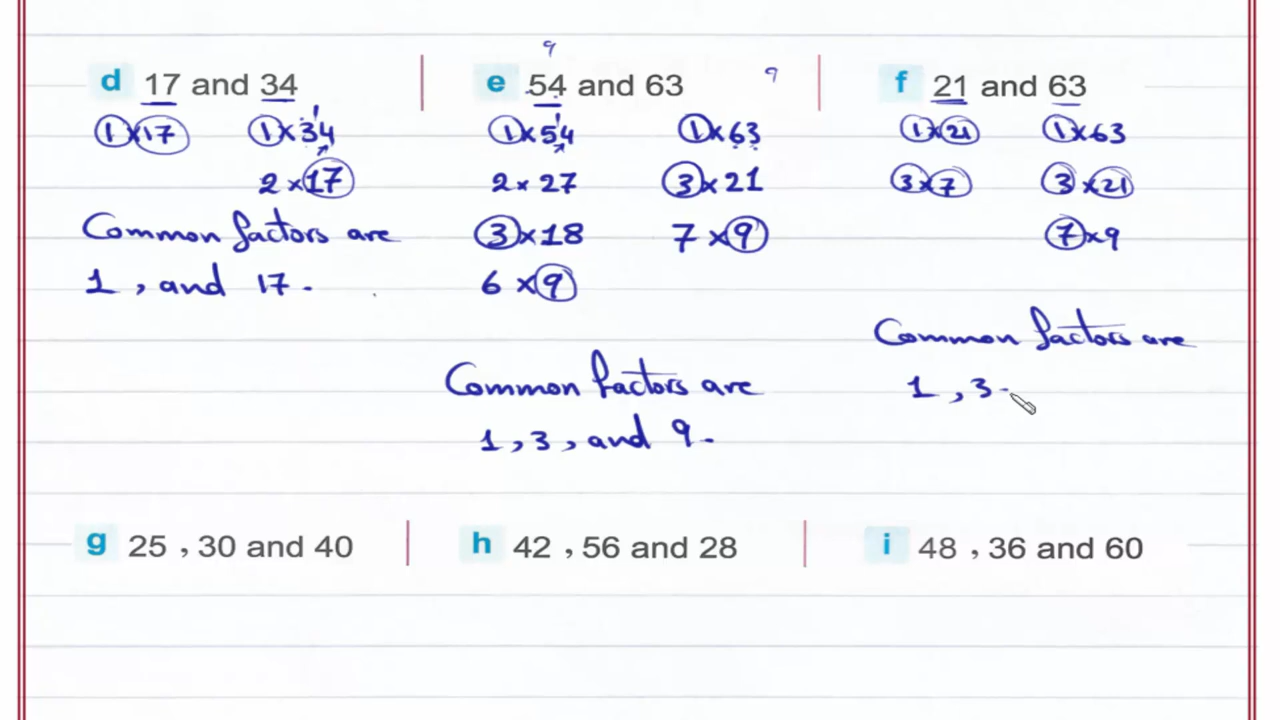 9
d 17 and 34
1×17 1×34
2×17
Common factors are
1, and 17.
e 54 and 63 9
1×54 1×63
2×27 3×21
3×18 7×9
6×9
Common factors are
1, 3, and 9.
f 21 and 63
1×21 1×63
3×7 3×21
7×9
Common factors are
1, 3
g 25 , 30 and 40
h 42 , 56 and 28
i 48 , 36 and 60